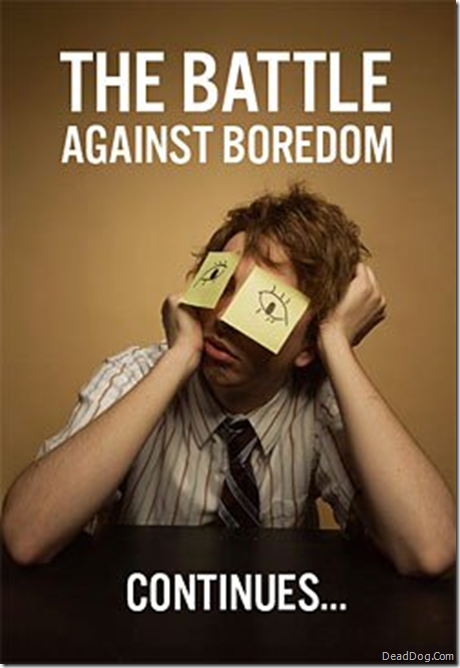 THE BATTLE
AGAINST BOREDOM
CONTINUES...
DeadDog.Com